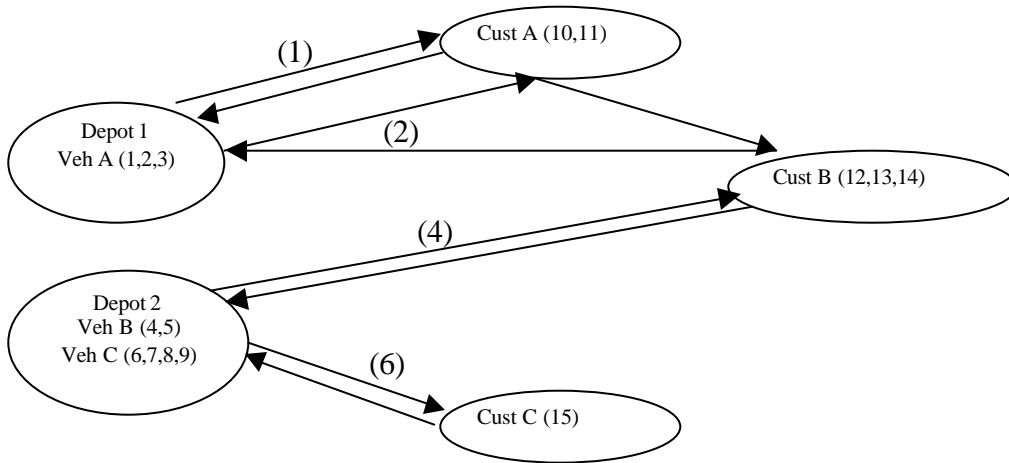 Cust A (10,11)
(1)
Depot 1
Veh A (1,2,3)
(2)
Cust B (12,13,14)
(4)
Depot 2
Veh B (4,5)
Veh C (6,7,8,9)
(6)
Cust C (15)